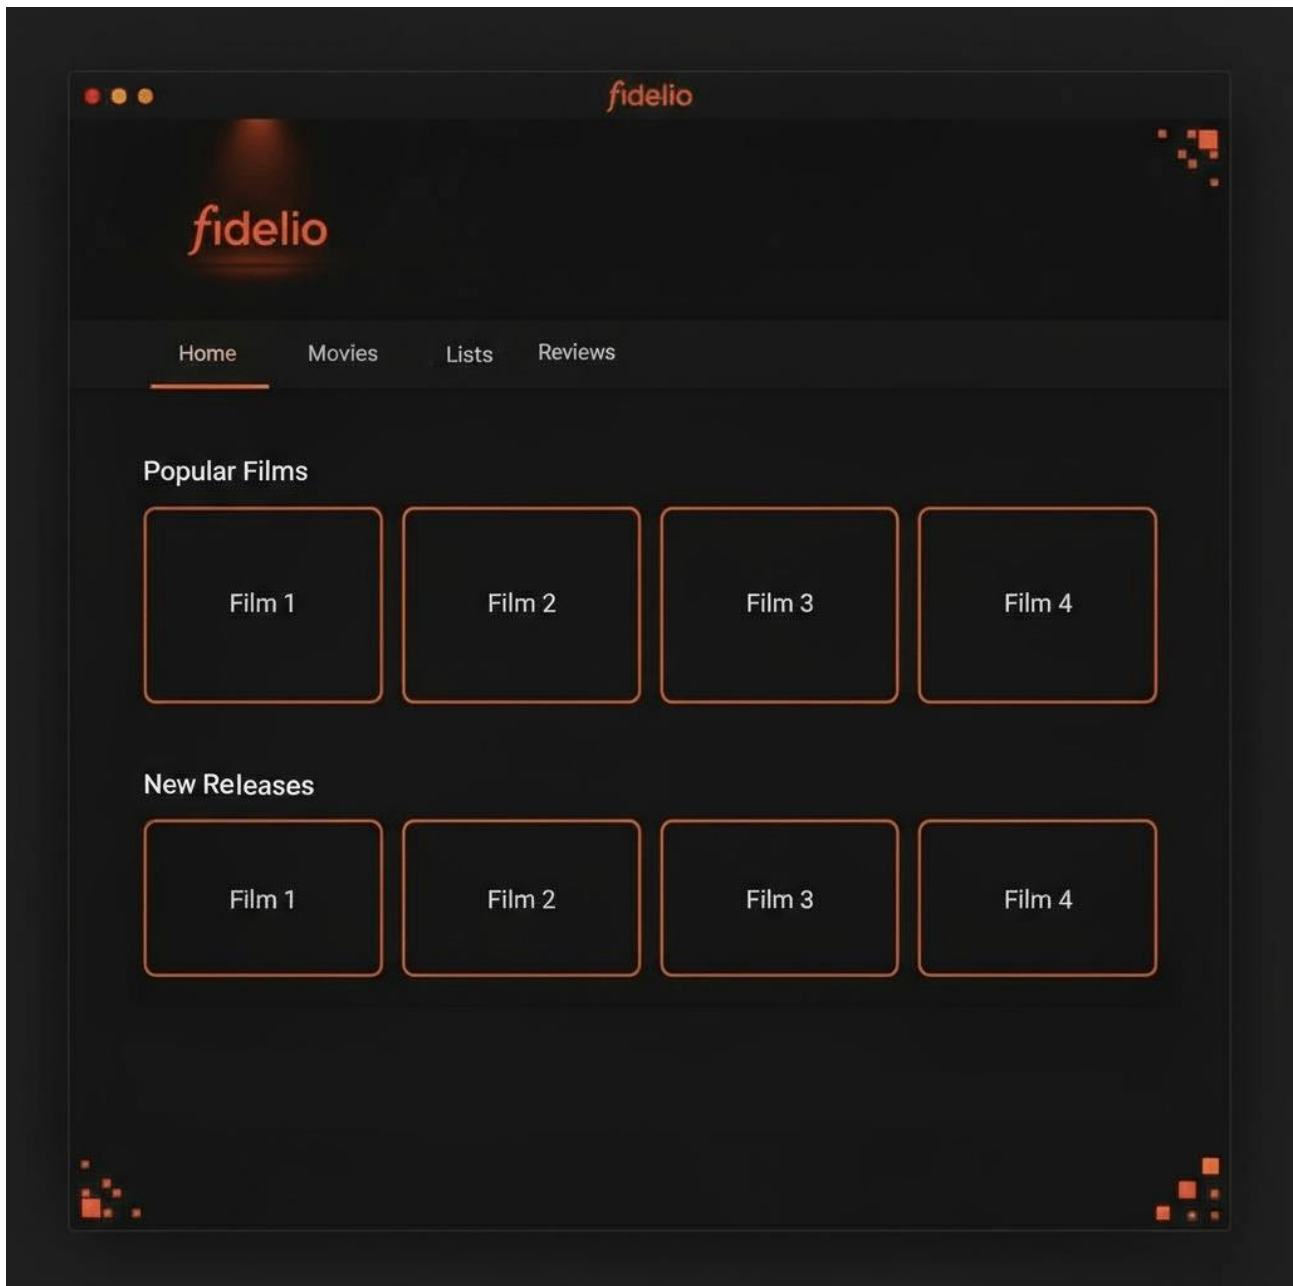 fidelio
fidelio
Home Movies Lists Reviews
Popular Films
Film 1 Film 2 Film 3 Film 4
New Releases
Film 1 Film 2 Film 3 Film 4